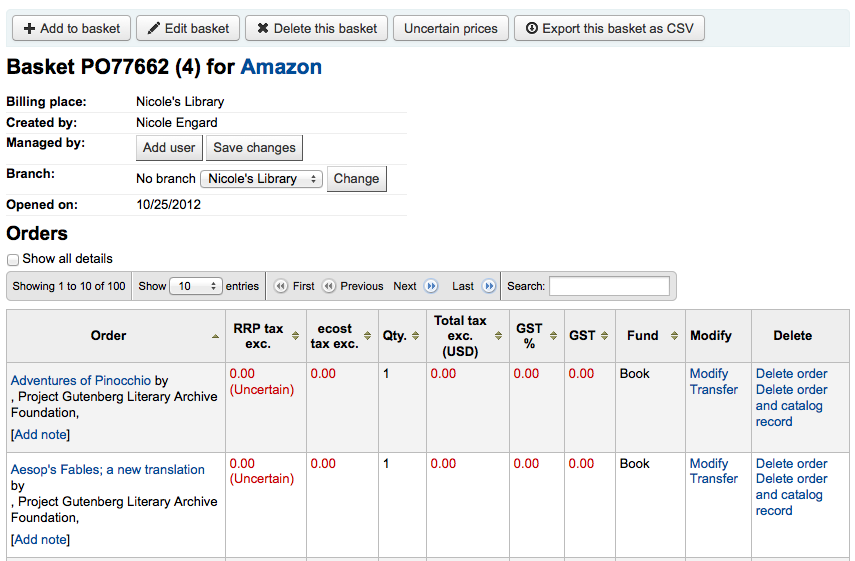 Add to basket Edit basket Delete this basket Uncertain prices Export this basket as CSV
Basket PO77662 (4) for Amazon
Billing place: Nicole's Library
Created by: Nicole Engard
Managed by: Add user Save changes
Branch: No branch Nicole's Library Change
Opened on: 10/25/2012
Orders
Show all details
Showing 1 to 10 of 100 Show 10 entries First Previous Next Last Search:
Order RRP tax exc. ecost tax exc. Qty. Total tax exc. (USD) GST % GST Fund Modify Delete
Adventures of Pinocchio by
, Project Gutenberg Literary Archive
Foundation,
[Add note]
0.00
(Uncertain)
0.00
1
0.00
0.00
0.00
Book
Modify
Transfer
Delete order
Delete order
and catalog
record
Aesop's Fables; a new translation
by
, Project Gutenberg Literary Archive
Foundation,
[Add note]
0.00
(Uncertain)
0.00
1
0.00
0.00
0.00
Book
Modify
Transfer
Delete order
Delete order
and catalog
record